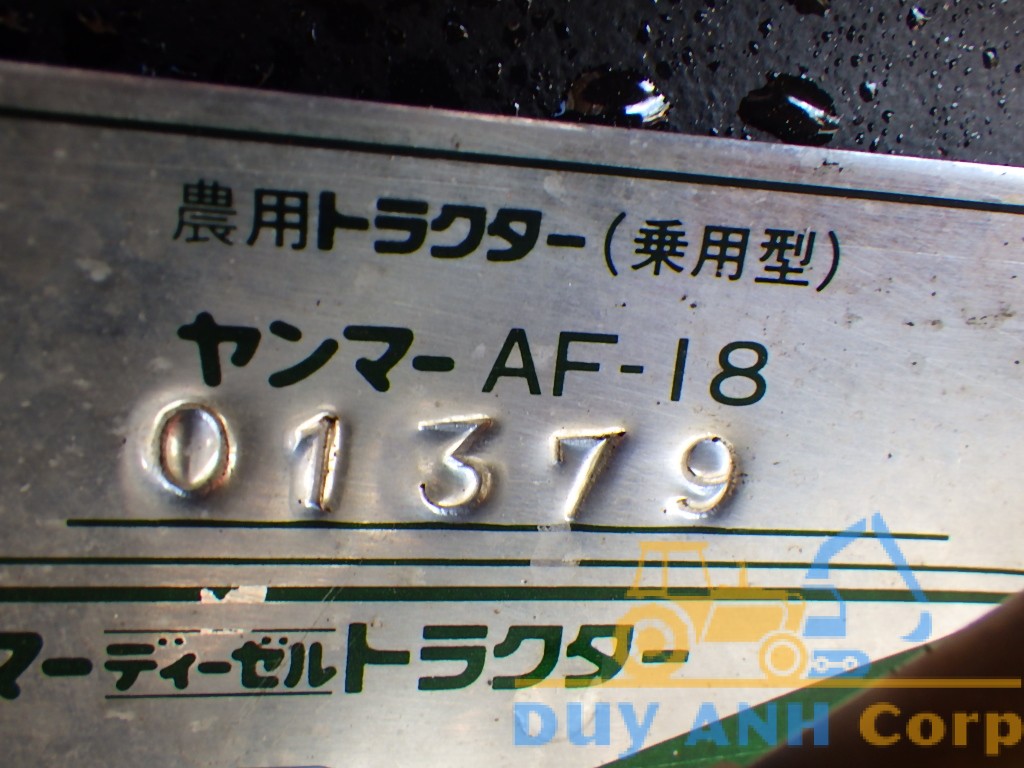 農用トラクター(乗用型)
ヤンマー AF-18
01379
マーディーゼルトラクター
DUY ANH Corp